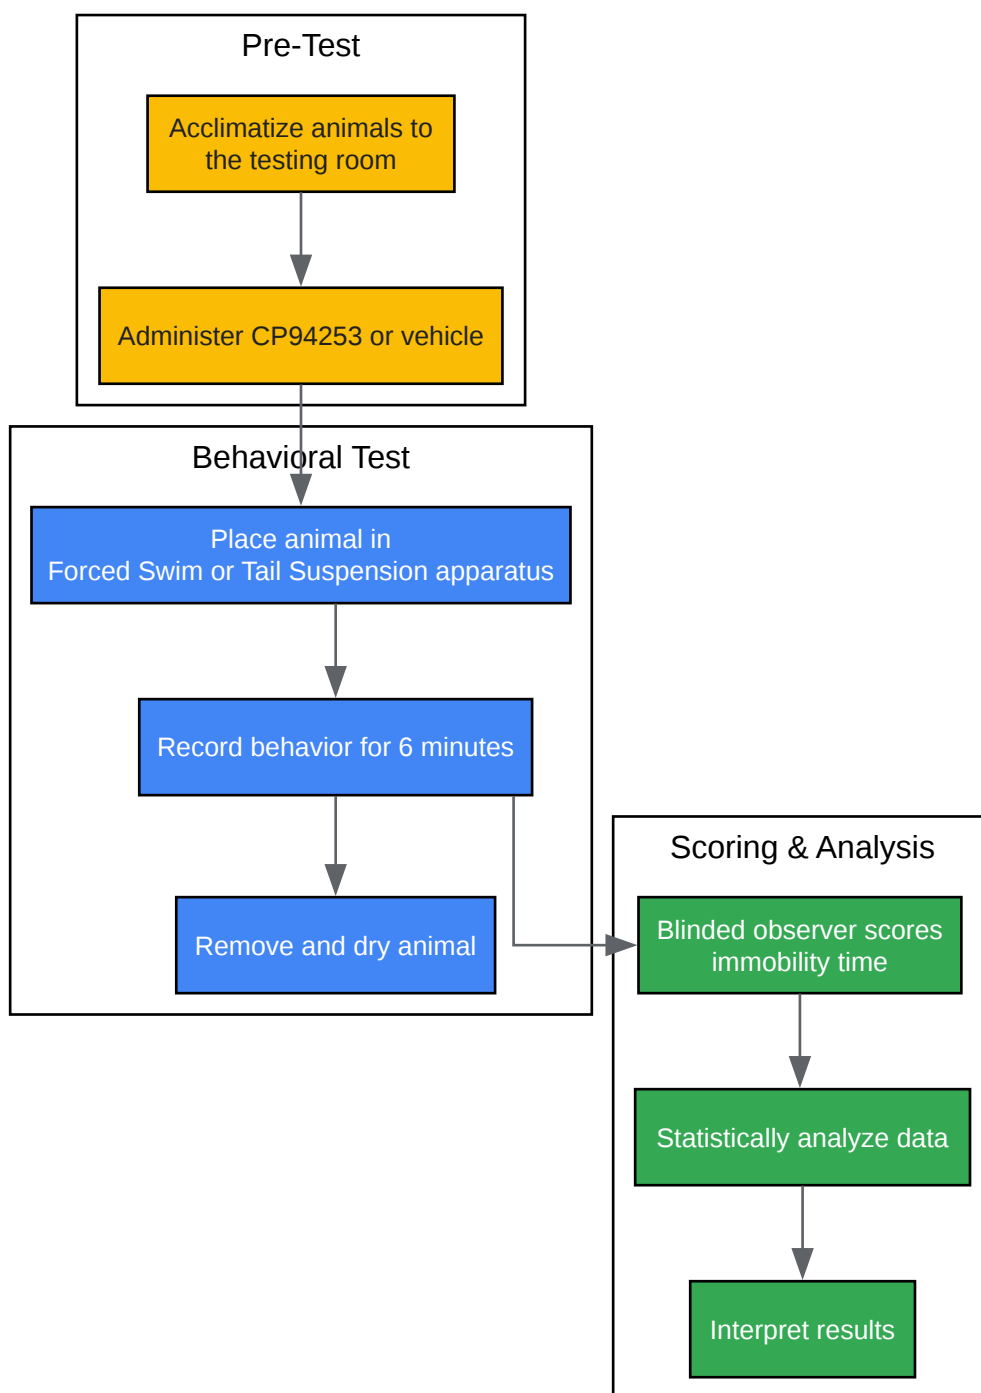 Pre-Test
Acclimatize animals to
the testing room
Administer CP94253 or vehicle
Behavioral Test
Place animal in
Forced Swim or Tail Suspension apparatus
Record behavior for 6 minutes
Remove and dry animal
Scoring & Analysis
Blinded observer scores
immobility time
Statistically analyze data
Interpret results